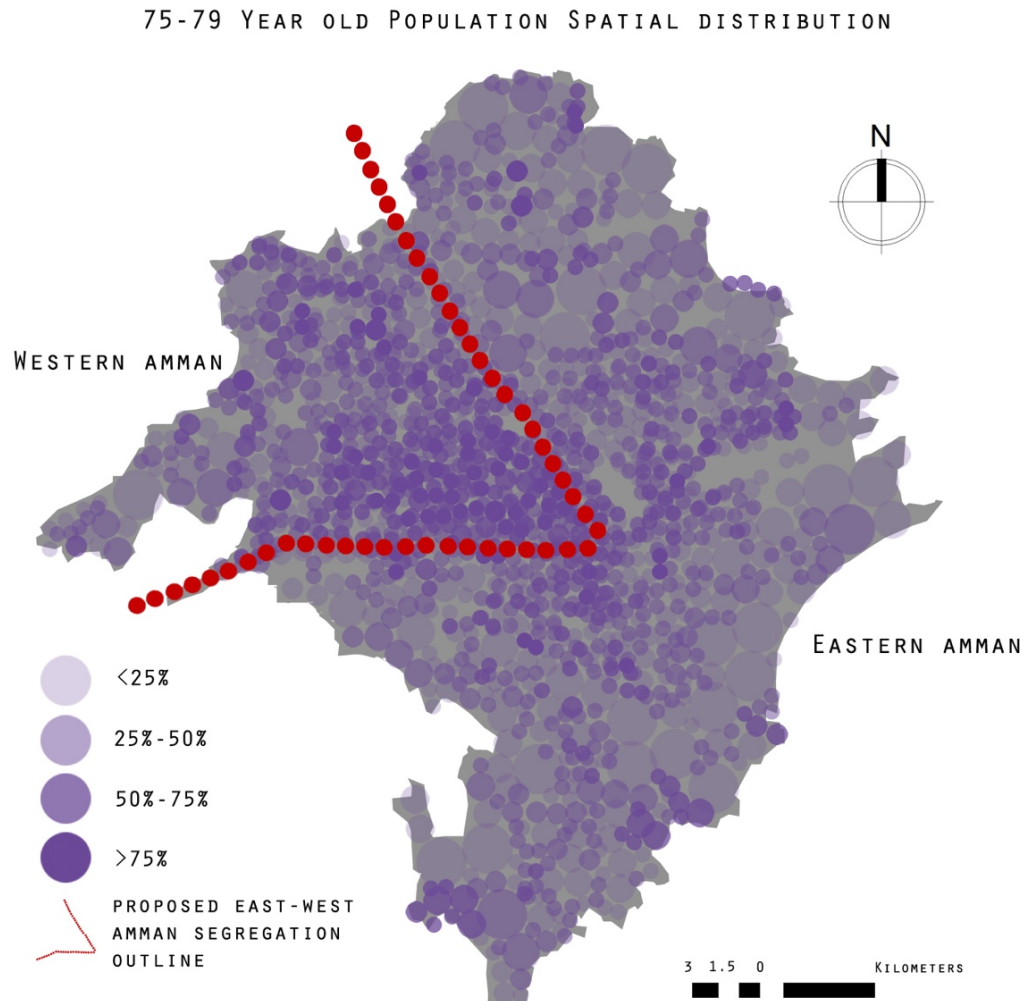 75-79 Year old Population Spatial distribution
N
Western amman
Eastern amman
<25%
25%-50%
50%-75%
>75%
proposed east-west
amman segregation
outline
3 1.5 0 Kilometers